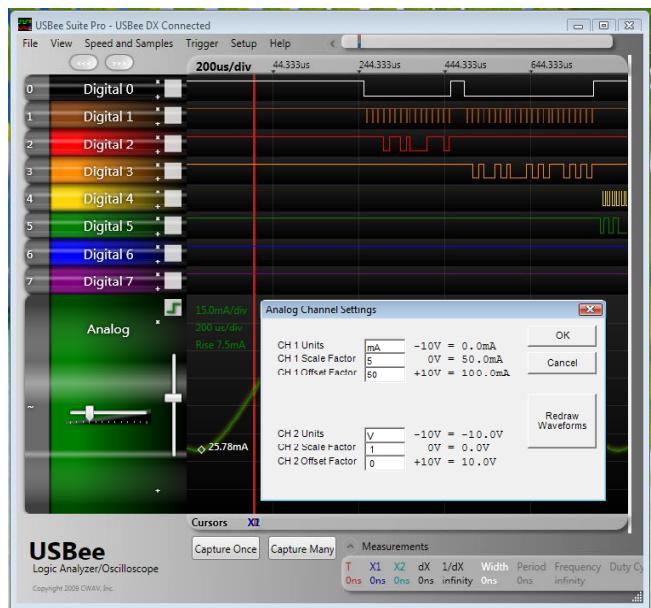 USBee Suite Pro - USBee DX Connected
File View Speed and Samples Trigger Setup Help <
<<< >>>
200us/div 44.333us 244.333us 444.333us 644.333us
0 Digital 0
1 Digital 1
2 Digital 2
3 Digital 3
4 Digital 4
5 Digital 5
6 Digital 6
7 Digital 7
15.0mA/div
200 us/div
Rise 7.5mA
Analog
~
25.78mA
Analog Channel Settings
CH 1 Units mA -10V = 0.0mA
CH 1 Scale Factor 5 0V = 50.0mA
CH 1 Offset Factor 50 +10V = 100.0mA
OK
Cancel
Redraw
Waveforms
CH 2 Units V -10V = -10.0V
CH 2 Scale Factor 1 0V = 0.0V
CH 2 Offset Factor 0 +10V = 10.0V
Cursors
USBee
Logic Analyzer/Oscilloscope
Copyright 2009 CWAV, Inc.
Capture Once Capture Many
Measurements
T X1 X2 dX 1/dX Width Period Frequency Duty Cy
0ns 0ns 0ns 0ns infinity 0ns 0ns infinity